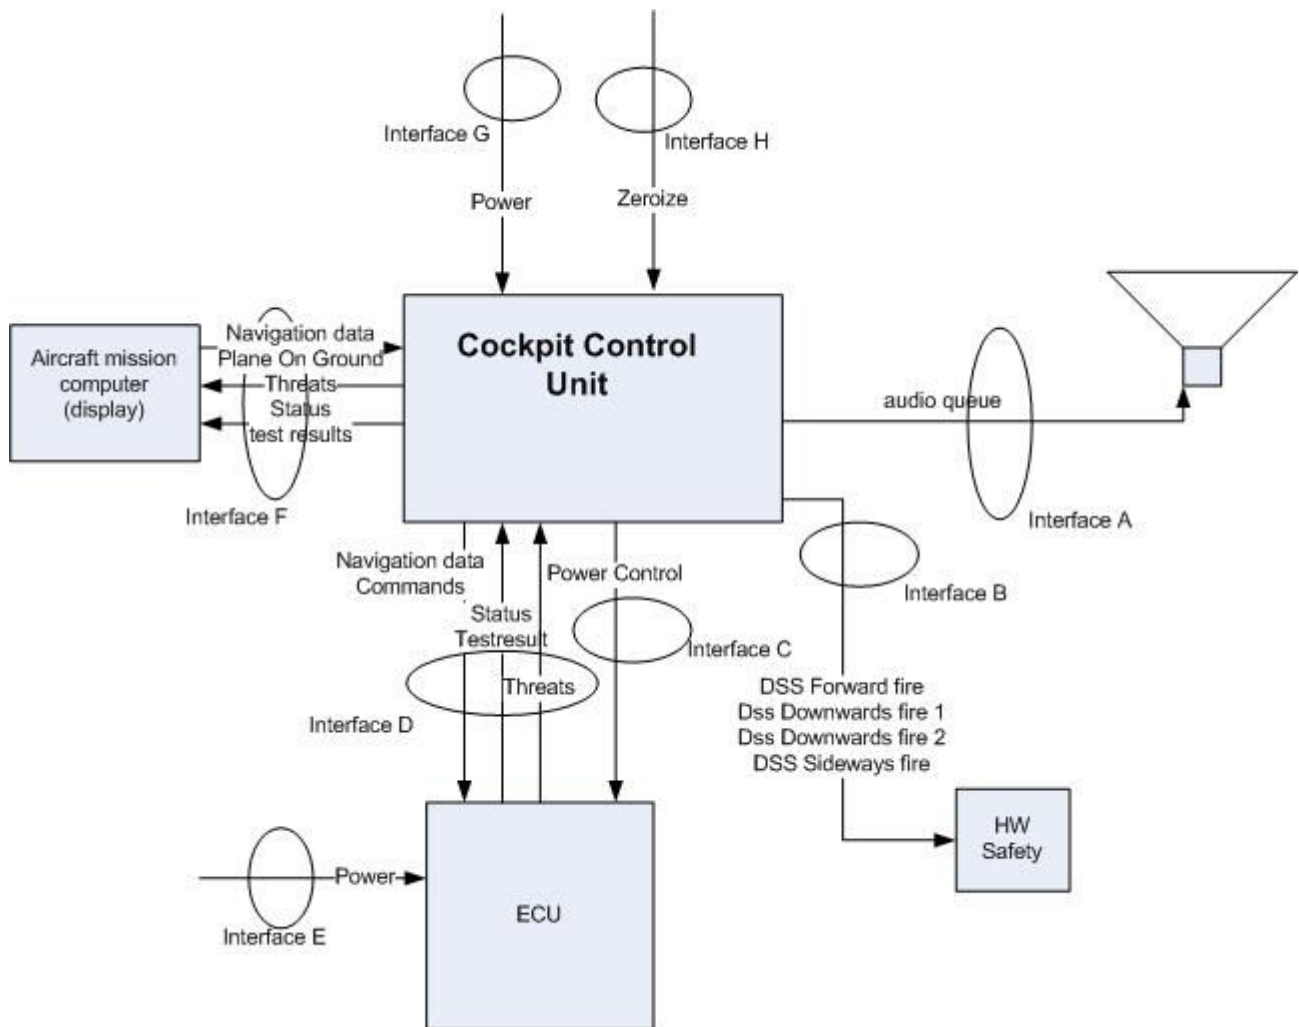 Interface G
Interface H
Power
Zeroize
Cockpit Control
Unit
Aircraft mission
computer
(display)
Navigation data
Plane On Ground
Threats
Status
test results
Interface F
audio queue
Interface A
Navigation data
Commands
Status
Testresult
Threats
Interface D
Power Control
Interface C
Interface B
DSS Forward fire
Dss Downwards fire 1
Dss Downwards fire 2
DSS Sideways fire
HW
Safety
Power
Interface E
ECU